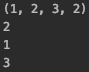 (1, 2, 3, 2)
2
1
3